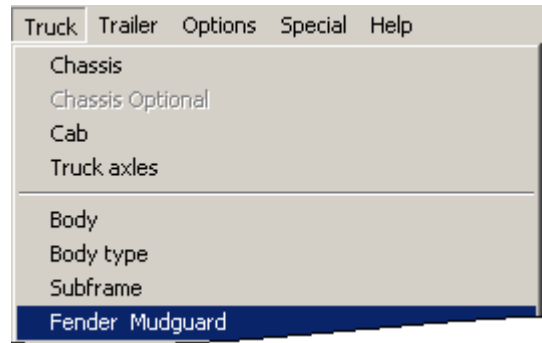 Truck Trailer Options Special Help
Chassis
Chassis Optional
Cab
Truck axles
Body
Body type
Subframe
Fender Mudguard